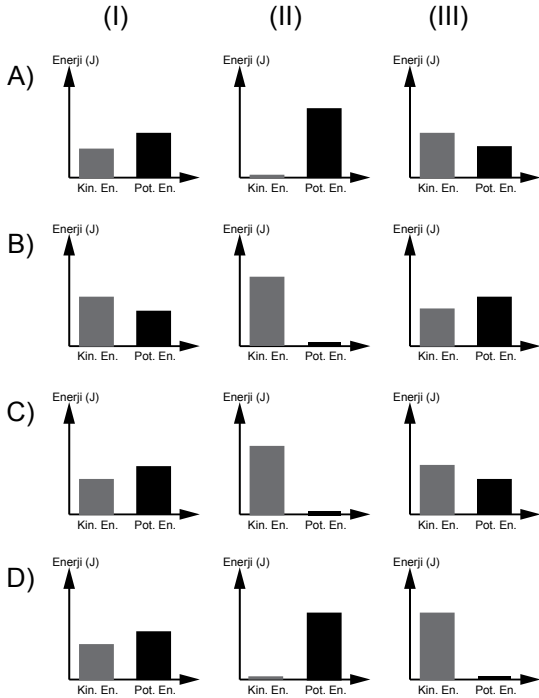 (I) (II) (III)
A)
Enerji (J) Enerji (J) Enerji (J)
Kin. En. Pot. En. Kin. En. Pot. En. Kin. En. Pot. En.
B)
Enerji (J) Enerji (J) Enerji (J)
Kin. En. Pot. En. Kin. En. Pot. En. Kin. En. Pot. En.
C)
Enerji (J) Enerji (J) Enerji (J)
Kin. En. Pot. En. Kin. En. Pot. En. Kin. En. Pot. En.
D)
Enerji (J) Enerji (J) Enerji (J)
Kin. En. Pot. En. Kin. En. Pot. En. Kin. En. Pot. En.